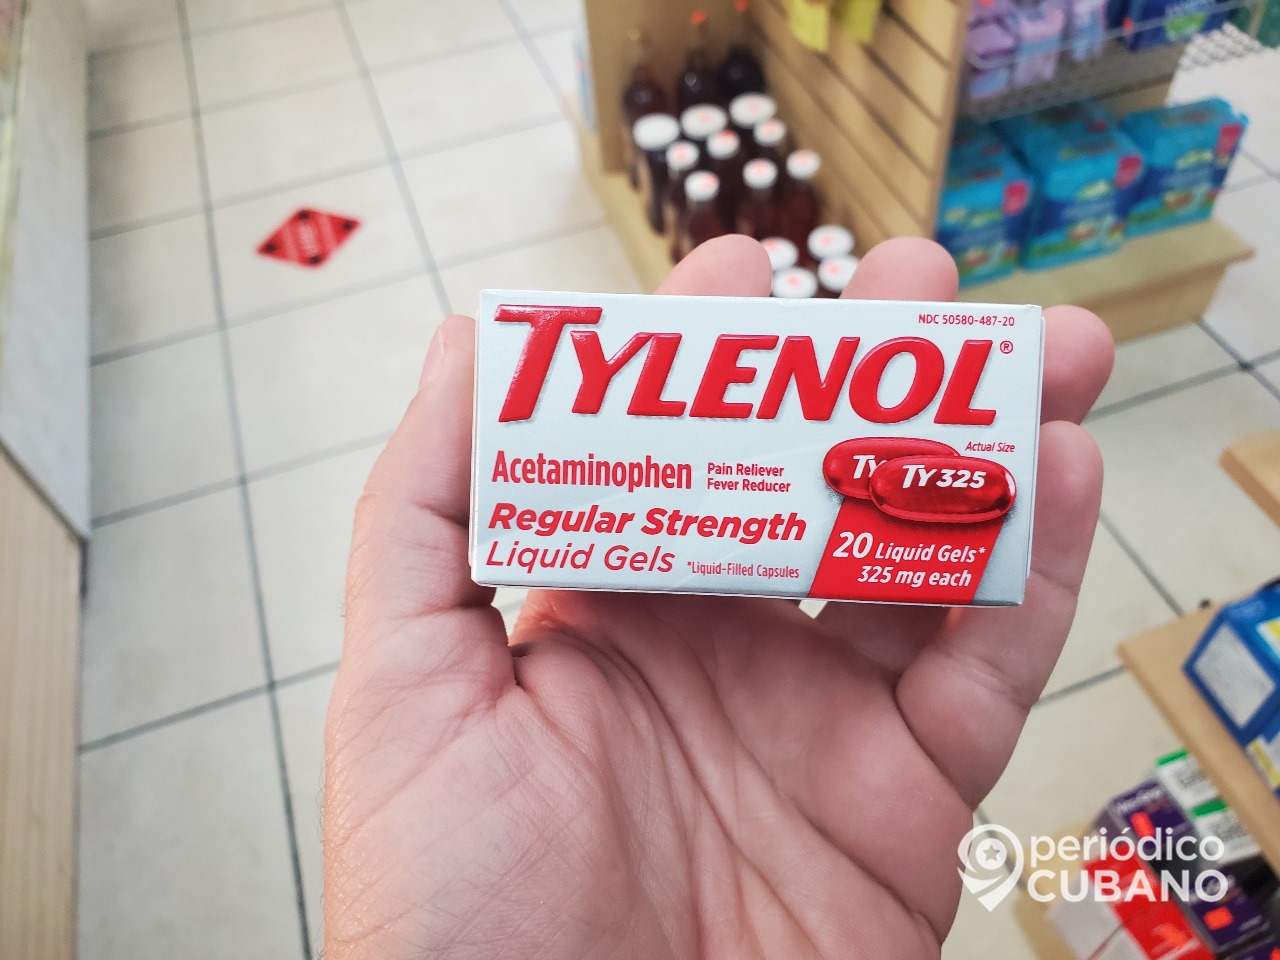 NDC 50580-487-20
TYLENOL®
Actual Size
Acetaminophen
Pain Reliever
Fever Reducer
TY
TY 325
Regular Strength
Liquid Gels
*Liquid-Filled Capsules
20 Liquid Gels*
325 mg each
periódico
CUBANO